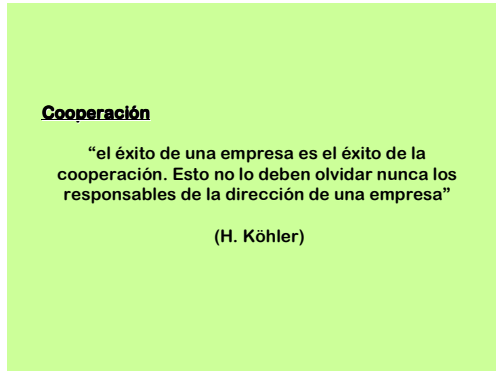 Cooperación
“el éxito de una empresa es el éxito de la
cooperación. Esto no lo deben olvidar nunca los
responsables de la dirección de una empresa”
(H. Köhler)